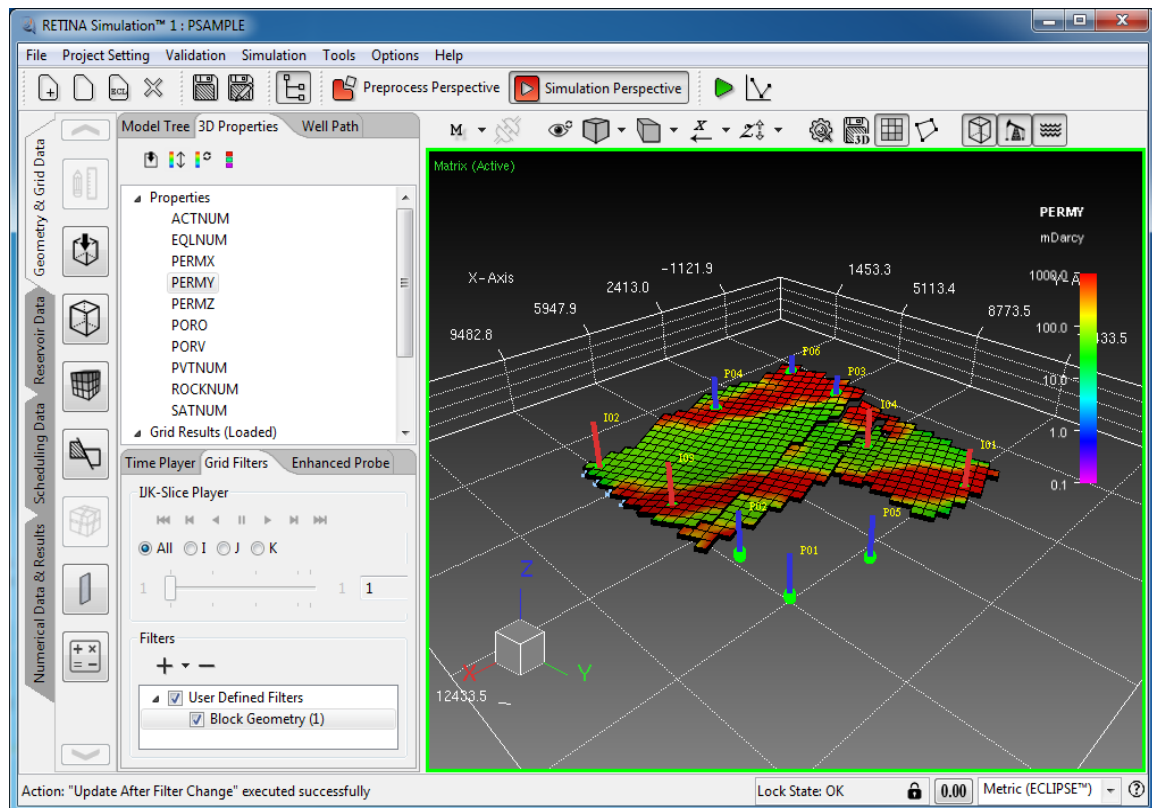 RETINA Simulation™ 1 : PSAMPLE
File Project Setting Validation Simulation Tools Options Help
ECL Preprocess Perspective Simulation Perspective
Geometry & Grid Data
Reservoir Data
Scheduling Data
Numerical Data & Results
Model Tree 3D Properties Well Path
Properties
ACTNUM
EQLNUM
PERMX
PERMY
PERMZ
PORO
PORV
PVTNUM
ROCKNUM
SATNUM
Grid Results (Loaded)
Time Player Grid Filters Enhanced Probe
IJK-Slice Player
All I J K
1 1 1
Filters
User Defined Filters
Block Geometry (1)
M X Z 3D
Matrix (Active)
PERMY
mDarcy
X-Axis -1121.9 1453.3 1000.0
2413.0 5113.4
5947.9 8773.5 100.0
9482.8 33.5
P06
P04 P03 10.0
I02 I04 1.0
I03 I01 0.1
P02 P05
P01
Z
X Y
12433.5
Action: "Update After Filter Change" executed successfully Lock State: OK 0.00 Metric (ECLIPSE™)